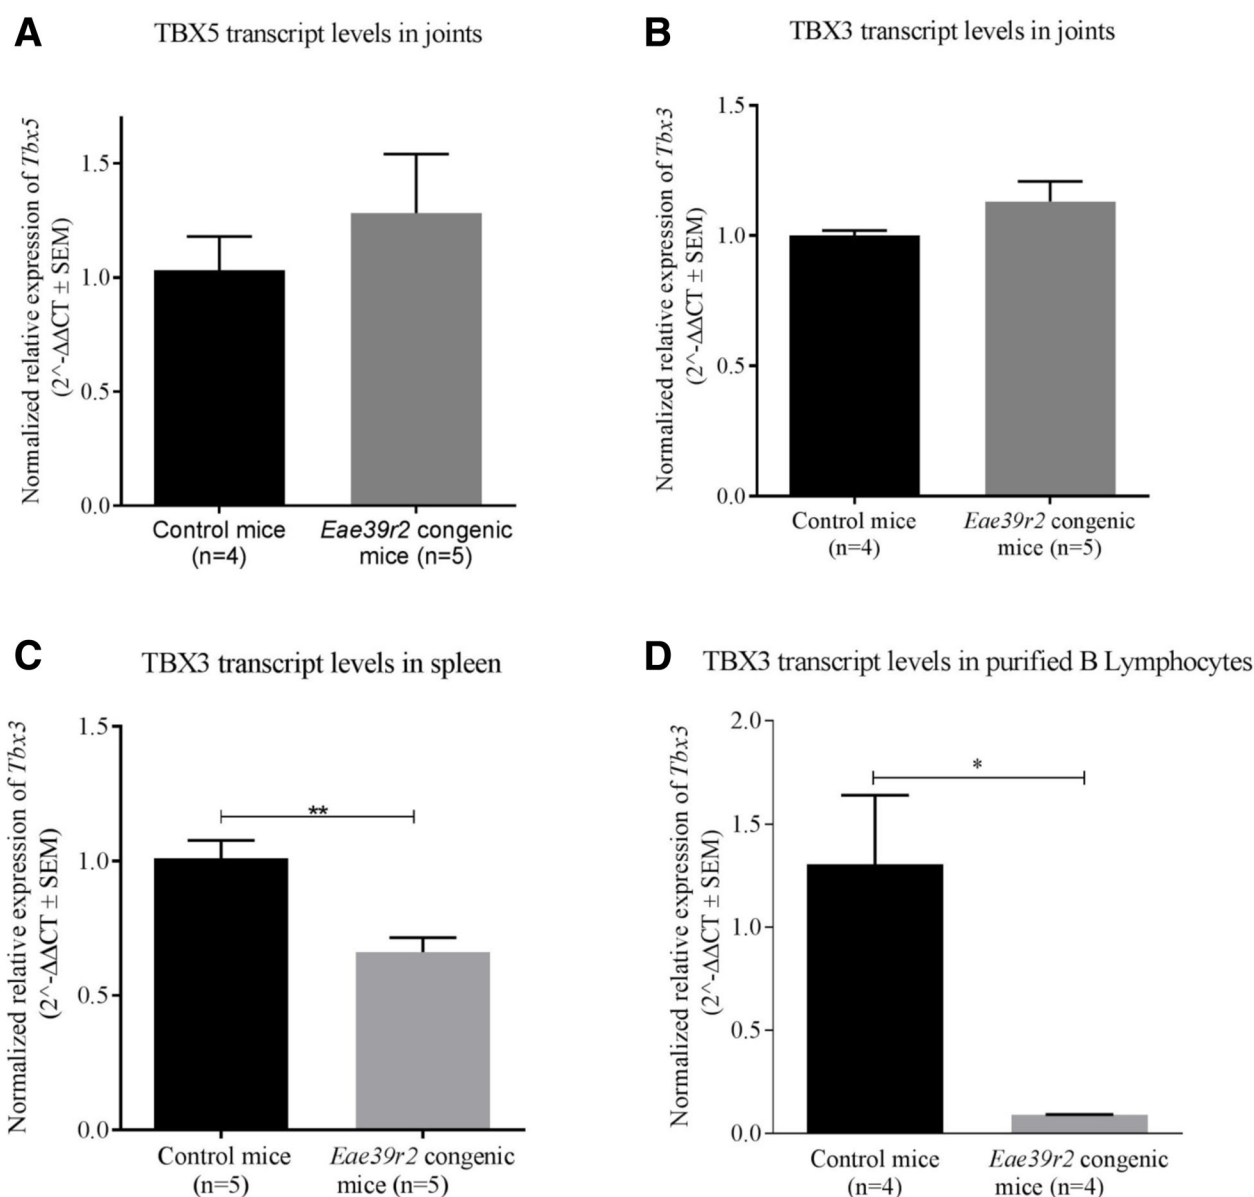 A
TBX5 transcript levels in joints
Normalized relative expression of Tbx5
(2^-ΔΔCT ± SEM)
1.5
1.0
0.5
0.0
Control mice
(n=4)
Eae39r2 congenic
mice (n=5)
B
TBX3 transcript levels in joints
Normalized relative expression of Tbx3
(2^-ΔΔCT ± SEM)
1.5
1.0
0.5
0.0
Control mice
(n=4)
Eae39r2 congenic
mice (n=5)
C
TBX3 transcript levels in spleen
Normalized relative expression of Tbx3
(2^-ΔΔCT ± SEM)
1.5
1.0
0.5
0.0
**
Control mice
(n=5)
Eae39r2 congenic
mice (n=5)
D
TBX3 transcript levels in purified B Lymphocytes
Normalized relative expression of Tbx3
(2^-ΔΔCT ± SEM)
2.0
1.5
1.0
0.5
0.0
*
Control mice
(n=4)
Eae39r2 congenic
mice (n=4)